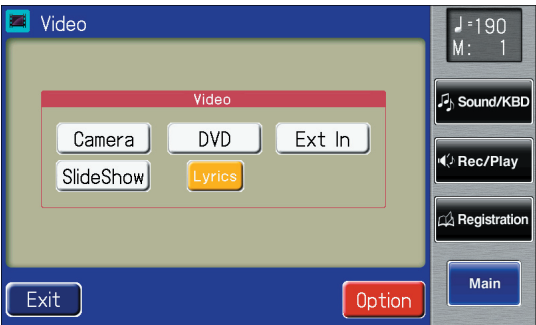 Video
♩=190
M: 1
Video
Camera DVD Ext In
SlideShow Lyrics
Sound/KBD
Rec/Play
Registration
Main
Exit Option